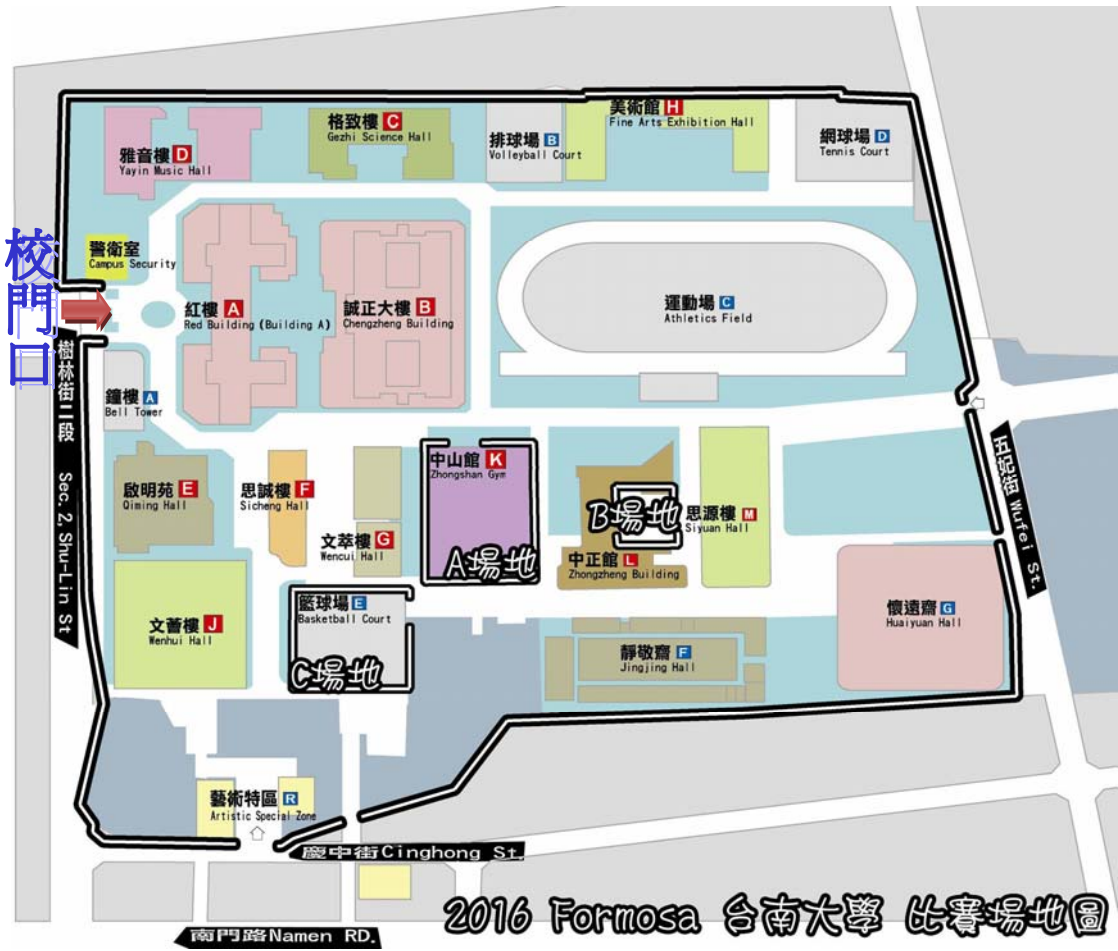 美術館 H
Fine Arts Exhibition Hall
格致樓 C
Gezhi Science Hall
排球場 B
Volleyball Court
網球場 D
Tennis Court
雅音樓 D
Yayin Music Hall
警衛室
Campus Security
校門口
紅樓 A
Red Building (Building A)
誠正大樓 B
Chengzheng Building
運動場 C
Athletics Field
樹林街二段 Sec. 2, Shu-Lin St
鐘樓 A
Bell Tower
五妃街 Wufei St.
中山館 K
Zhongshan Gym
啟明苑 E
Qiming Hall
思誠樓 F
Sicheng Hall
B場地
思源樓 M
Siyuan Hall
文萃樓 G
Wencui Hall
A場地
中正館 L
Zhongzheng Building
籃球場 E
Basketball Court
懷遠齋 G
Huaiyuan Hall
文薈樓 J
Wenhui Hall
靜敬齋 F
Jingjing Hall
C場地
藝術特區 R
Artistic Special Zone
慶中街Cinghong St.
2016 Formosa 台南大學 比賽場地圖
南門路Namen RD.